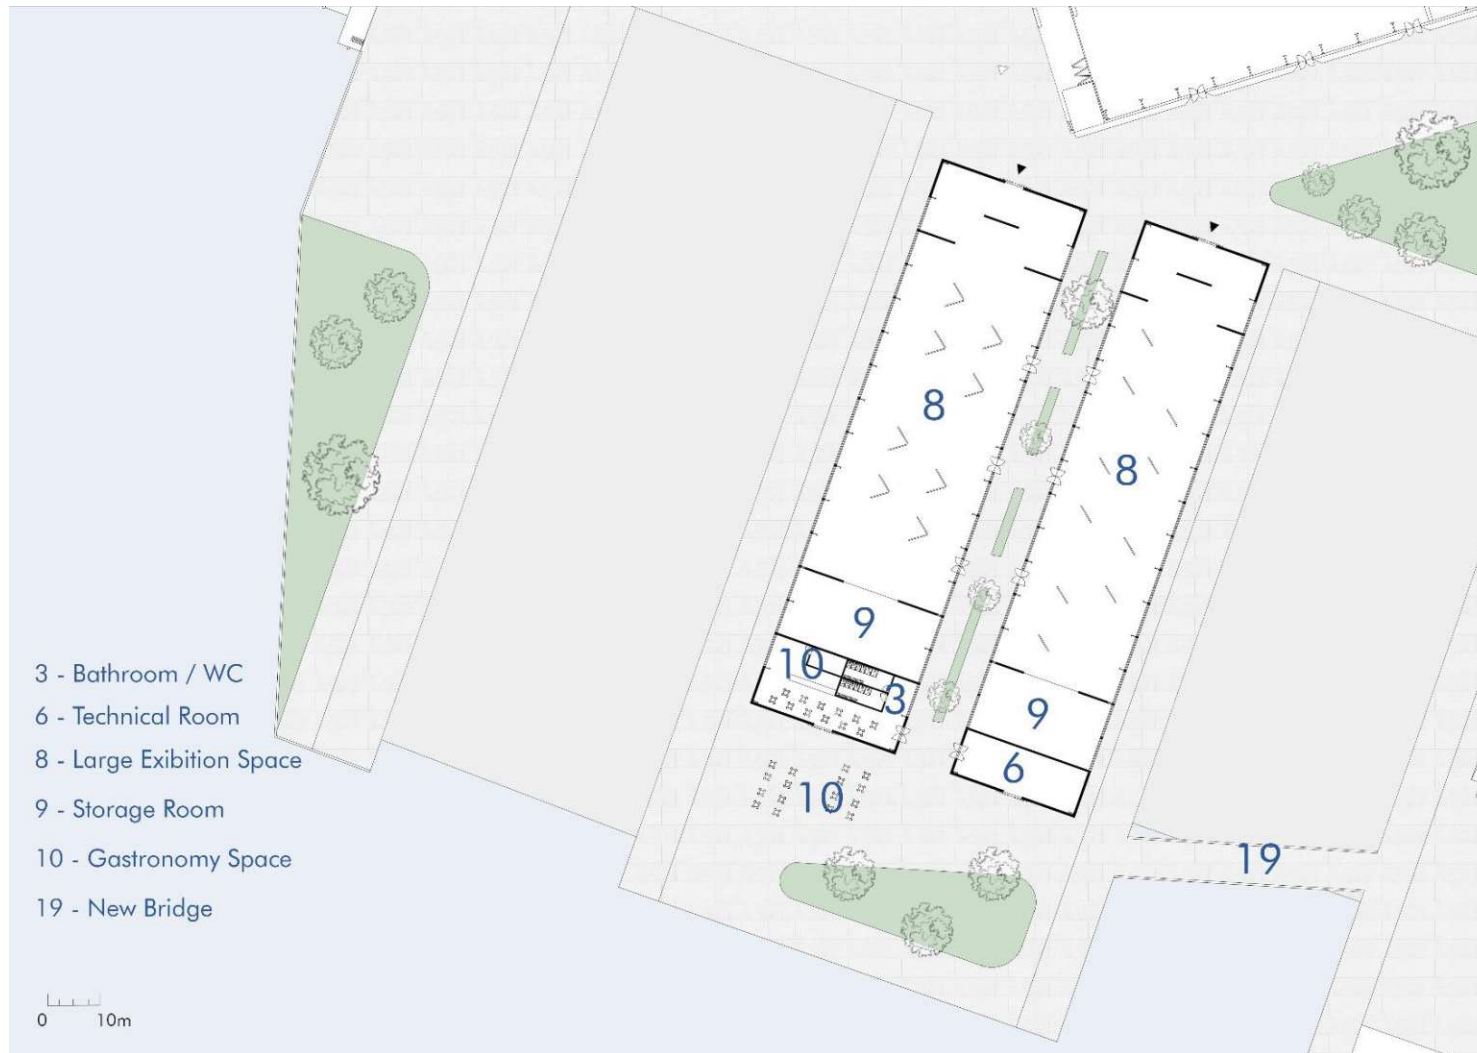 8
8
9
10
3
9
6
10
19
3 - Bathroom / WC
6 - Technical Room
8 - Large Exibition Space
9 - Storage Room
10 - Gastronomy Space
19 - New Bridge
0 10m